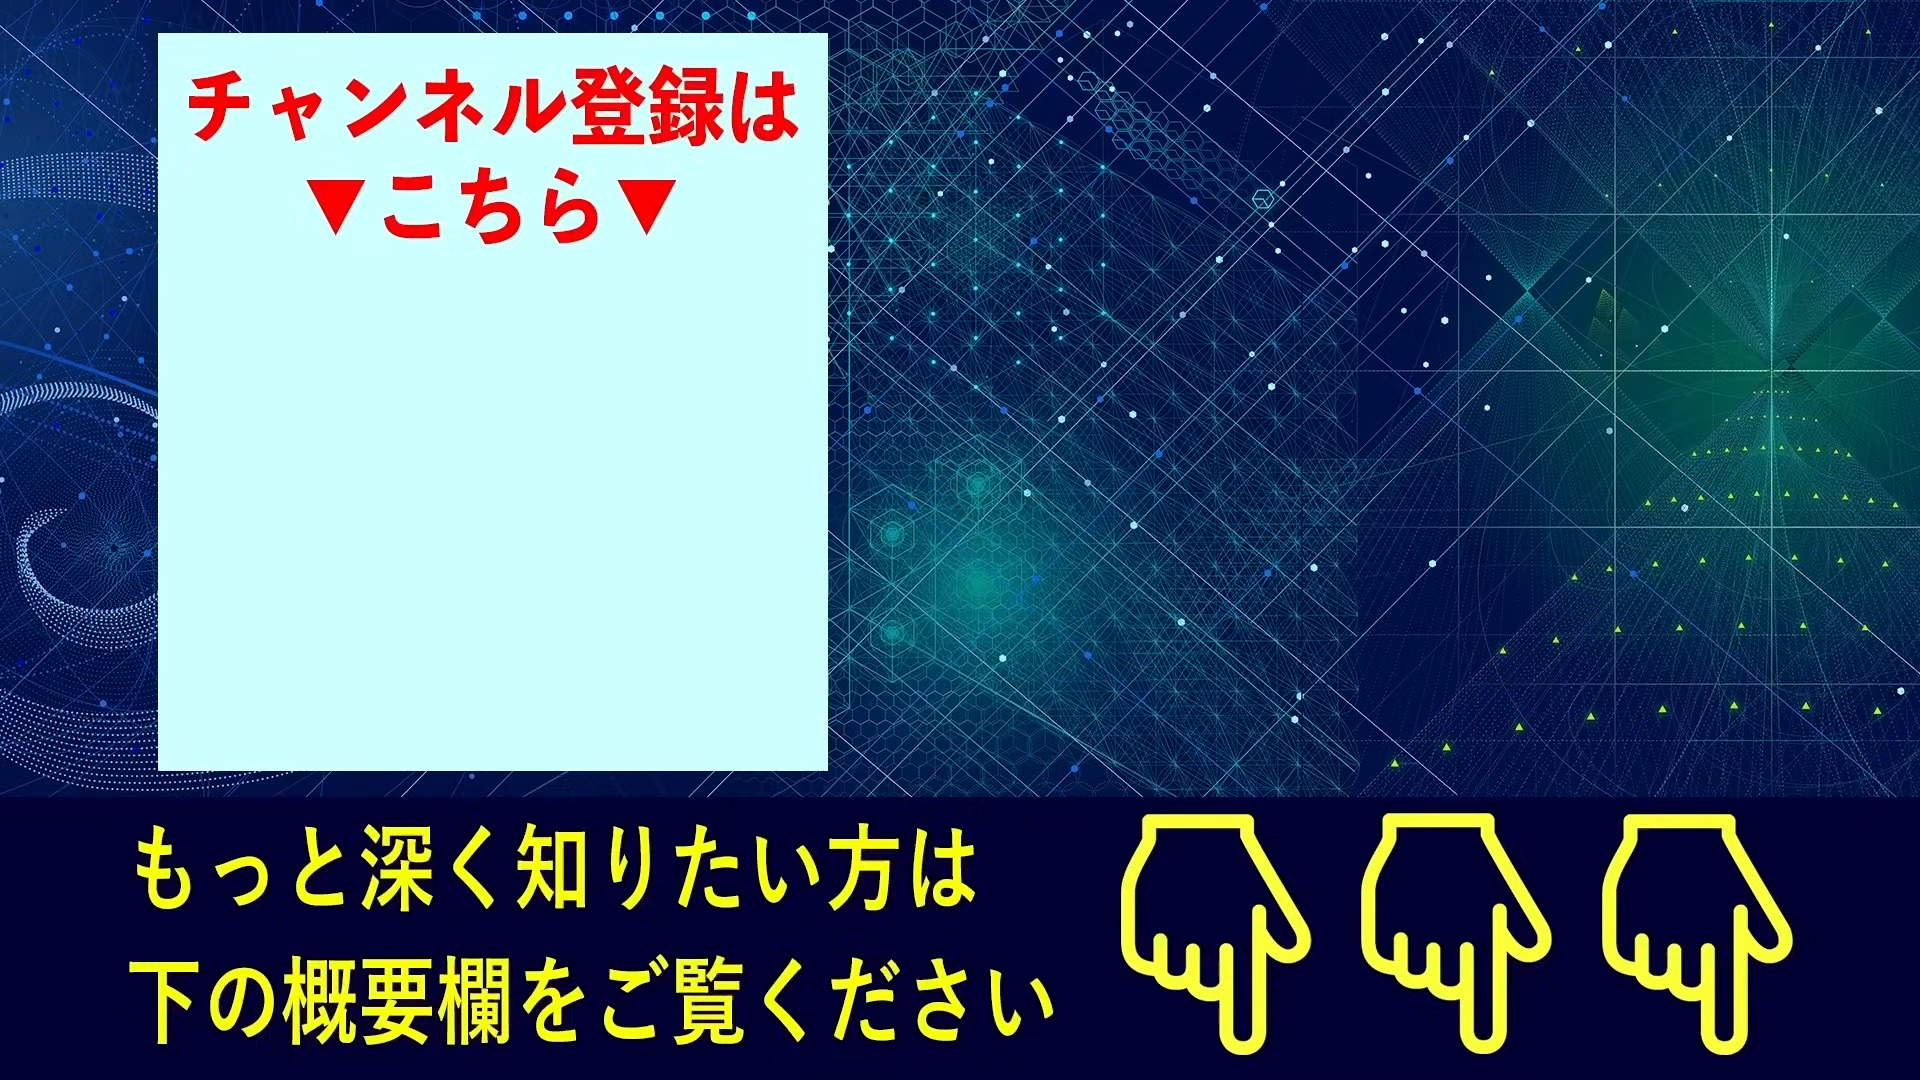 チャンネル登録は
▼こちら▼
もっと深く知りたい方は
下の概要欄をご覧ください